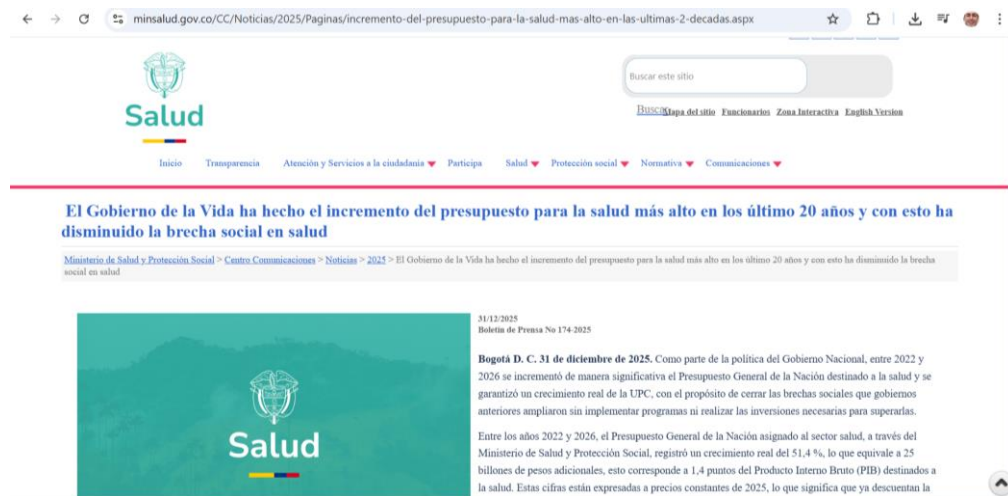 minsalud.gov.co/CC/Noticias/2025/Paginas/incremento-del-presupuesto-para-la-salud-mas-alto-en-las-ultimas-2-decadas.aspx
Salud
Buscar este sitio
Buscar Mapa del sitio Funcionarios Zona Interactiva English Version
Inicio Transparencia Atención y Servicios a la ciudadanía Participa Salud Protección social Normativa Comunicaciones
El Gobierno de la Vida ha hecho el incremento del presupuesto para la salud más alto en los último 20 años y con esto ha
disminuido la brecha social en salud
Ministerio de Salud y Protección Social > Centro Comunicaciones > Noticias > 2025 > El Gobierno de la Vida ha hecho el incremento del presupuesto para la salud más alto en los último 20 años y con esto ha disminuido la brecha
social en salud
31/12/2025
Boletín de Prensa No 174-2025
Bogotá D. C. 31 de diciembre de 2025. Como parte de la política del Gobierno Nacional, entre 2022 y
2026 se incrementó de manera significativa el Presupuesto General de la Nación destinado a la salud y se
garantizó un crecimiento real de la UPC, con el propósito de cerrar las brechas sociales que gobiernos
anteriores ampliaron sin implementar programas ni realizar las inversiones necesarias para superarlas.
Entre los años 2022 y 2026, el Presupuesto General de la Nación asignado al sector salud, a través del
Ministerio de Salud y Protección Social, registró un crecimiento real del 51,4 %, lo que equivale a 25
billones de pesos adicionales, esto corresponde a 1,4 puntos del Producto Interno Bruto (PIB) destinados a
la salud. Estas cifras están expresadas a precios constantes de 2025, lo que significa que ya descuentan la
Salud